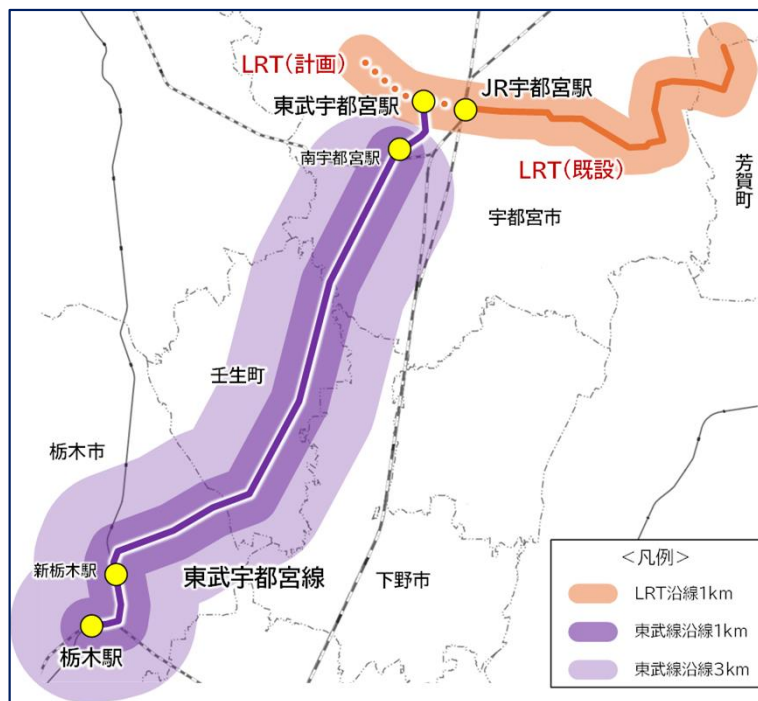 LRT(計画)
JR宇都宮駅
東武宇都宮駅
南宇都宮駅
LRT(既設)
芳賀町
宇都宮市
壬生町
栃木市
新栃木駅
東武宇都宮線
下野市
栃木駅
<凡例>
LRT沿線1km
東武線沿線1km
東武線沿線3km